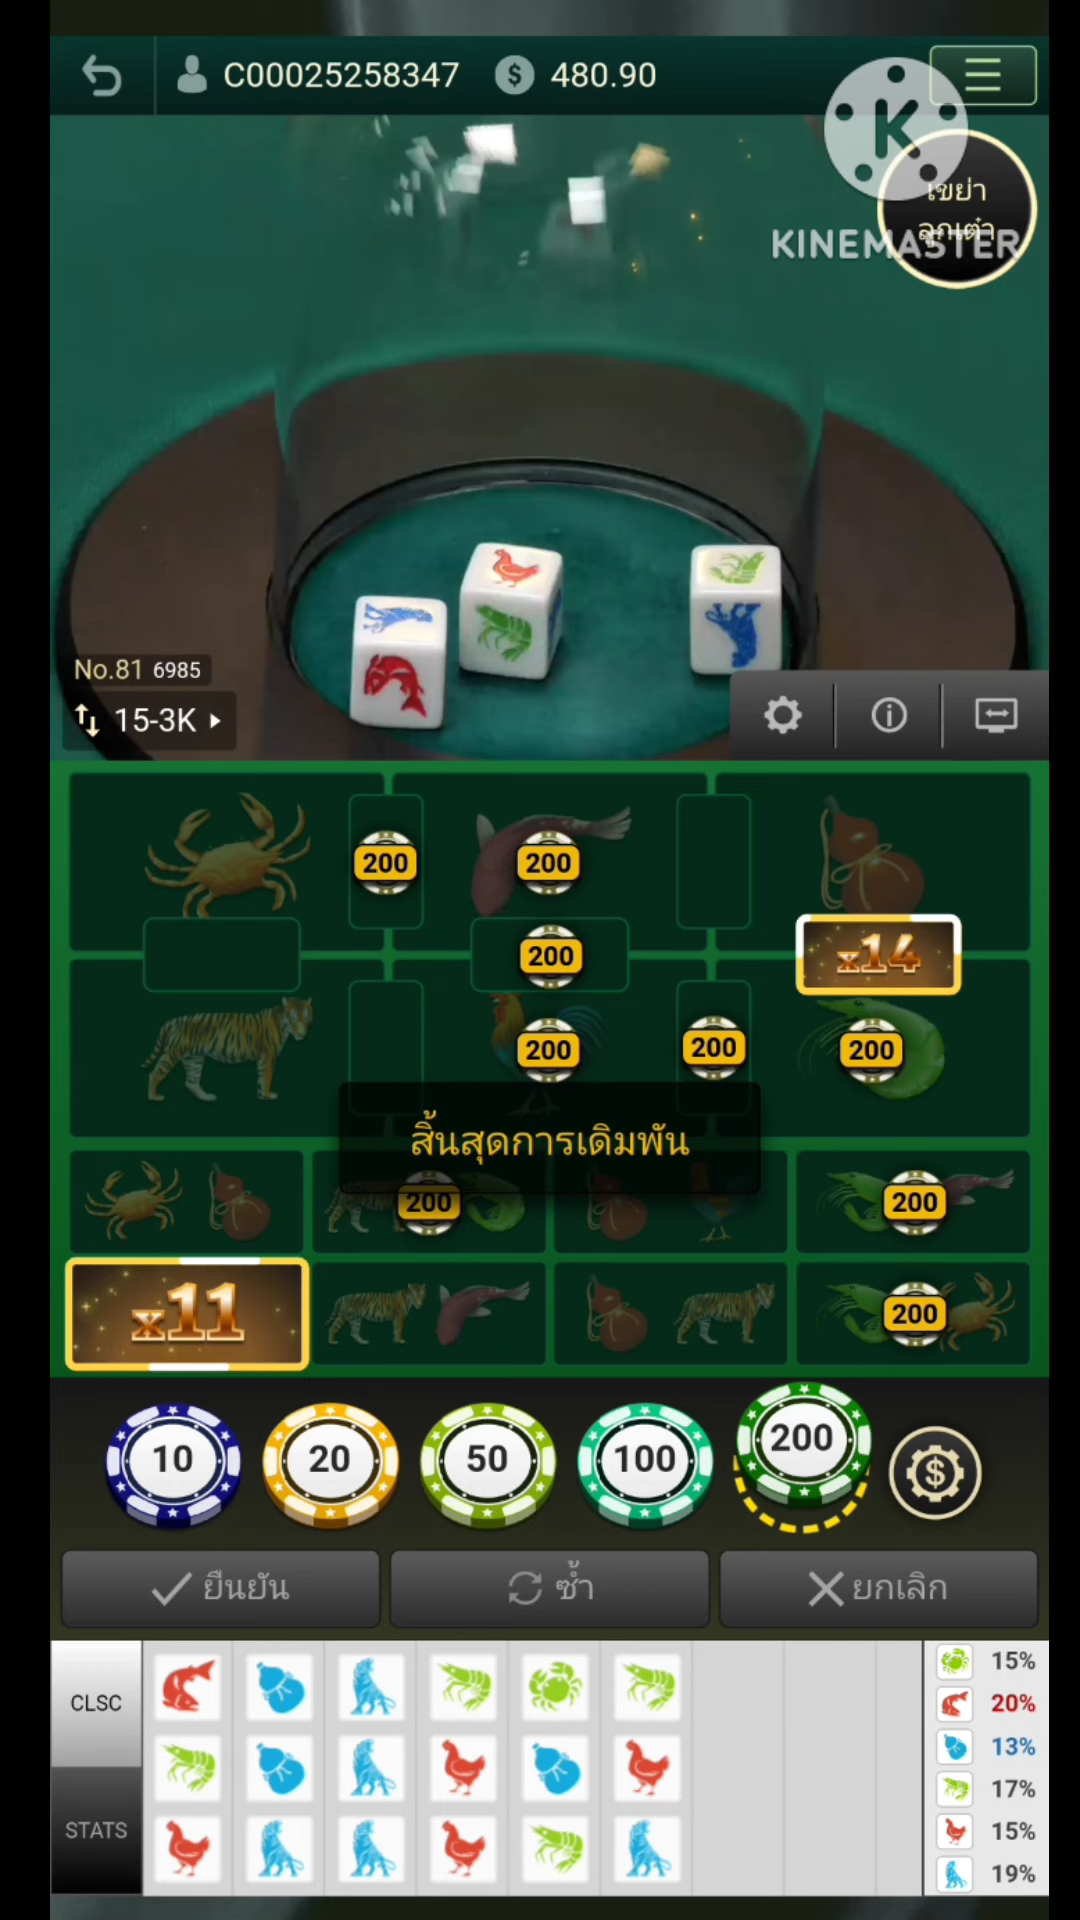 C00025258347 $ 480.90
K
เขย่า
ลูกเต๋า
KINEMASTER
No.81 6985
15-3K
200 200
200
x14
200 200 200
สิ้นสุดการเดิมพัน
200 200
x11 200
10 20 50 100 200 $
ยืนยัน ซ้ำ ยกเลิก
CLSC
STATS
15%
20%
13%
17%
15%
19%